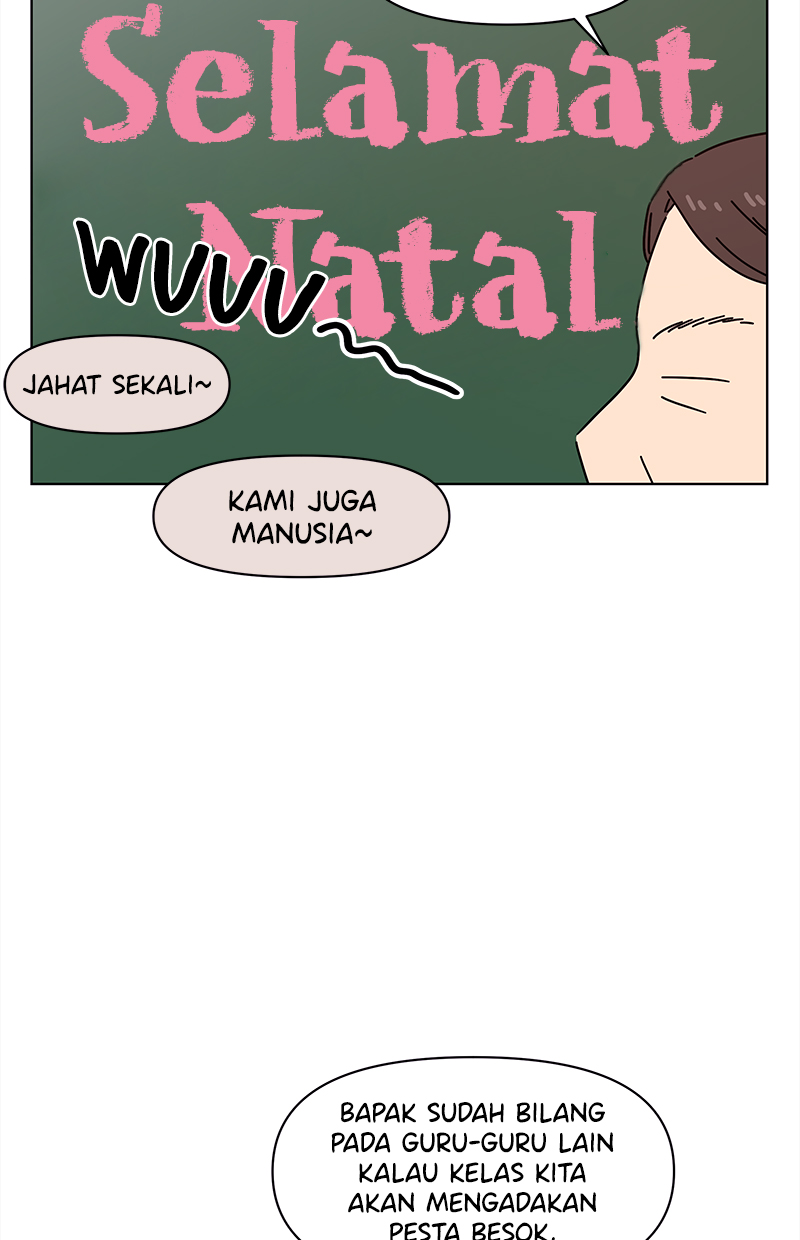 Selamat
Natal
WUUU~
JAHAT SEKALI~
KAMI JUGA
MANUSIA~
BAPAK SUDAH BILANG
PADA GURU-GURU LAIN
KALAU KELAS KITA
AKAN MENGADAKAN
PESTA BESOK.